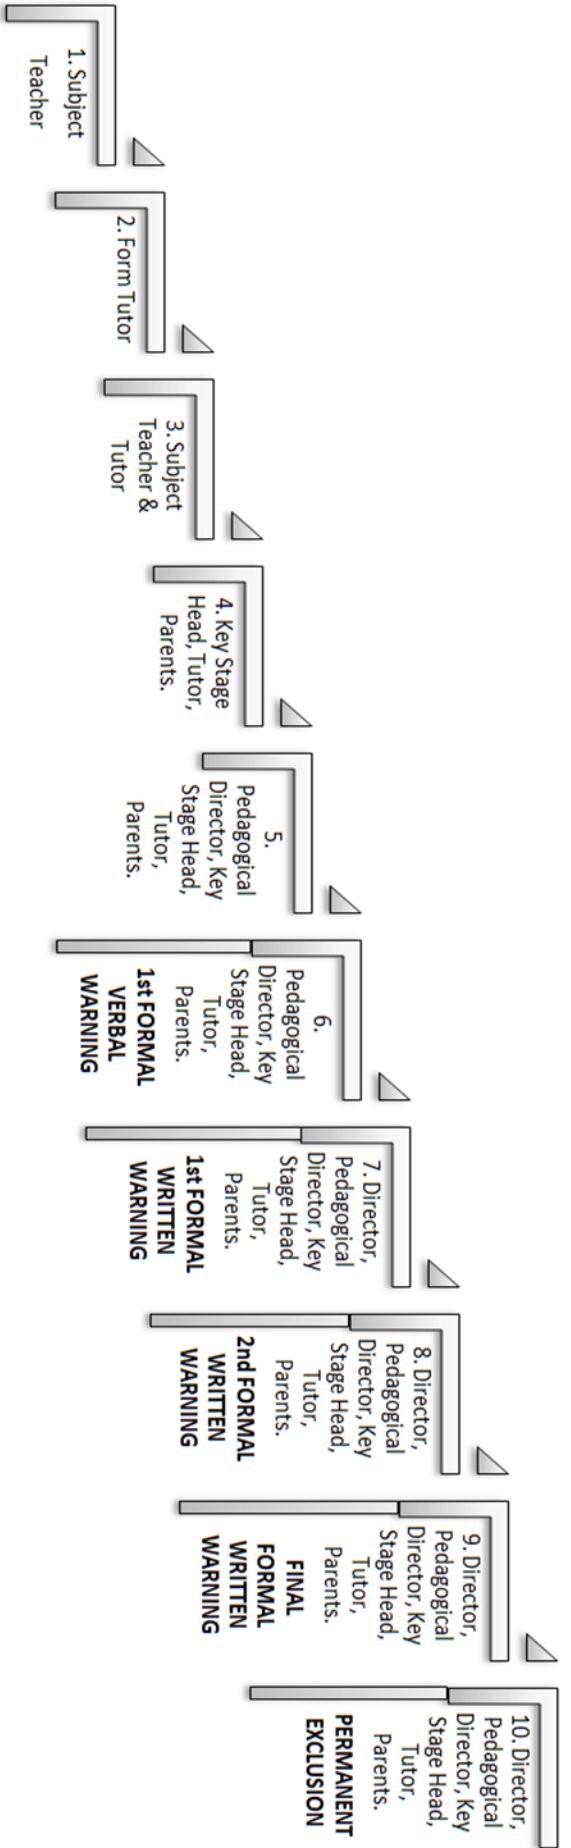 1. Subject
Teacher
2. Form Tutor
3. Subject
Teacher &
Tutor
4. Key Stage
Head, Tutor,
Parents.
5.
Pedagogical
Director, Key
Stage Head,
Tutor,
Parents.
6.
Pedagogical
Director, Key
Stage Head,
Tutor,
Parents.
1st FORMAL
VERBAL
WARNING
7. Director,
Pedagogical
Director, Key
Stage Head,
Tutor,
Parents.
1st FORMAL
WRITTEN
WARNING
8. Director,
Pedagogical
Director, Key
Stage Head,
Tutor,
Parents.
2nd FORMAL
WRITTEN
WARNING
9. Director,
Pedagogical
Director, Key
Stage Head,
Tutor,
Parents.
FINAL
FORMAL
WRITTEN
WARNING
10. Director,
Pedagogical
Director, Key
Stage Head,
Tutor,
Parents.
PERMANENT
EXCLUSION